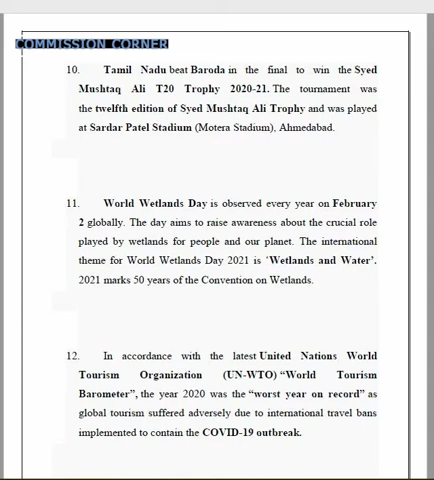 COMMISSION CORNER
10. Tamil Nadu beat Baroda in the final to win the Syed
Mushtaq Ali T20 Trophy 2020-21. The tournament was
the twelfth edition of Syed Mushtaq Ali Trophy and was played
at Sardar Patel Stadium (Motera Stadium), Ahmedabad.
11. World Wetlands Day is observed every year on February
2 globally. The day aims to raise awareness about the crucial role
played by wetlands for people and our planet. The international
theme for World Wetlands Day 2021 is 'Wetlands and Water'.
2021 marks 50 years of the Convention on Wetlands.
12. In accordance with the latest United Nations World
Tourism Organization (UN-WTO) “World Tourism
Barometer”, the year 2020 was the “worst year on record” as
global tourism suffered adversely due to international travel bans
implemented to contain the COVID-19 outbreak.